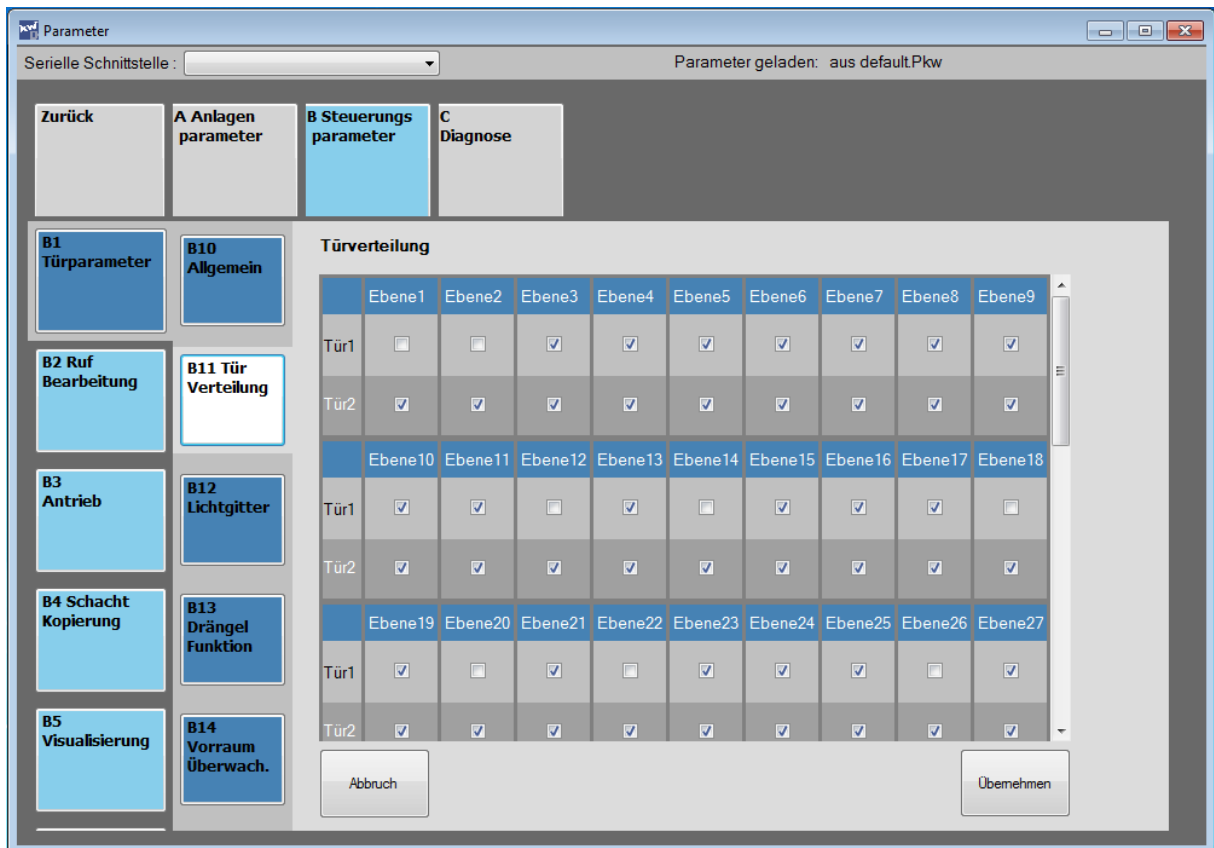 Parameter
Serielle Schnittstelle :
Parameter geladen: aus default.Pkw
Zurück
A Anlagen
parameter
B Steuerungs
parameter
C
Diagnose
B1
Türparameter
B2 Ruf
Bearbeitung
B3
Antrieb
B4 Schacht
Kopierung
B5
Visualisierung
B10
Allgemein
B11 Tür
Verteilung
B12
Lichtgitter
B13
Drängel
Funktion
B14
Vorraum
Überwach.
Türverteilung
Ebene1 Ebene2 Ebene3 Ebene4 Ebene5 Ebene6 Ebene7 Ebene8 Ebene9
Tür1
Tür2
Ebene10 Ebene11 Ebene12 Ebene13 Ebene14 Ebene15 Ebene16 Ebene17 Ebene18
Tür1
Tür2
Ebene19 Ebene20 Ebene21 Ebene22 Ebene23 Ebene24 Ebene25 Ebene26 Ebene27
Tür1
Tür2
Abbruch
Übernehmen